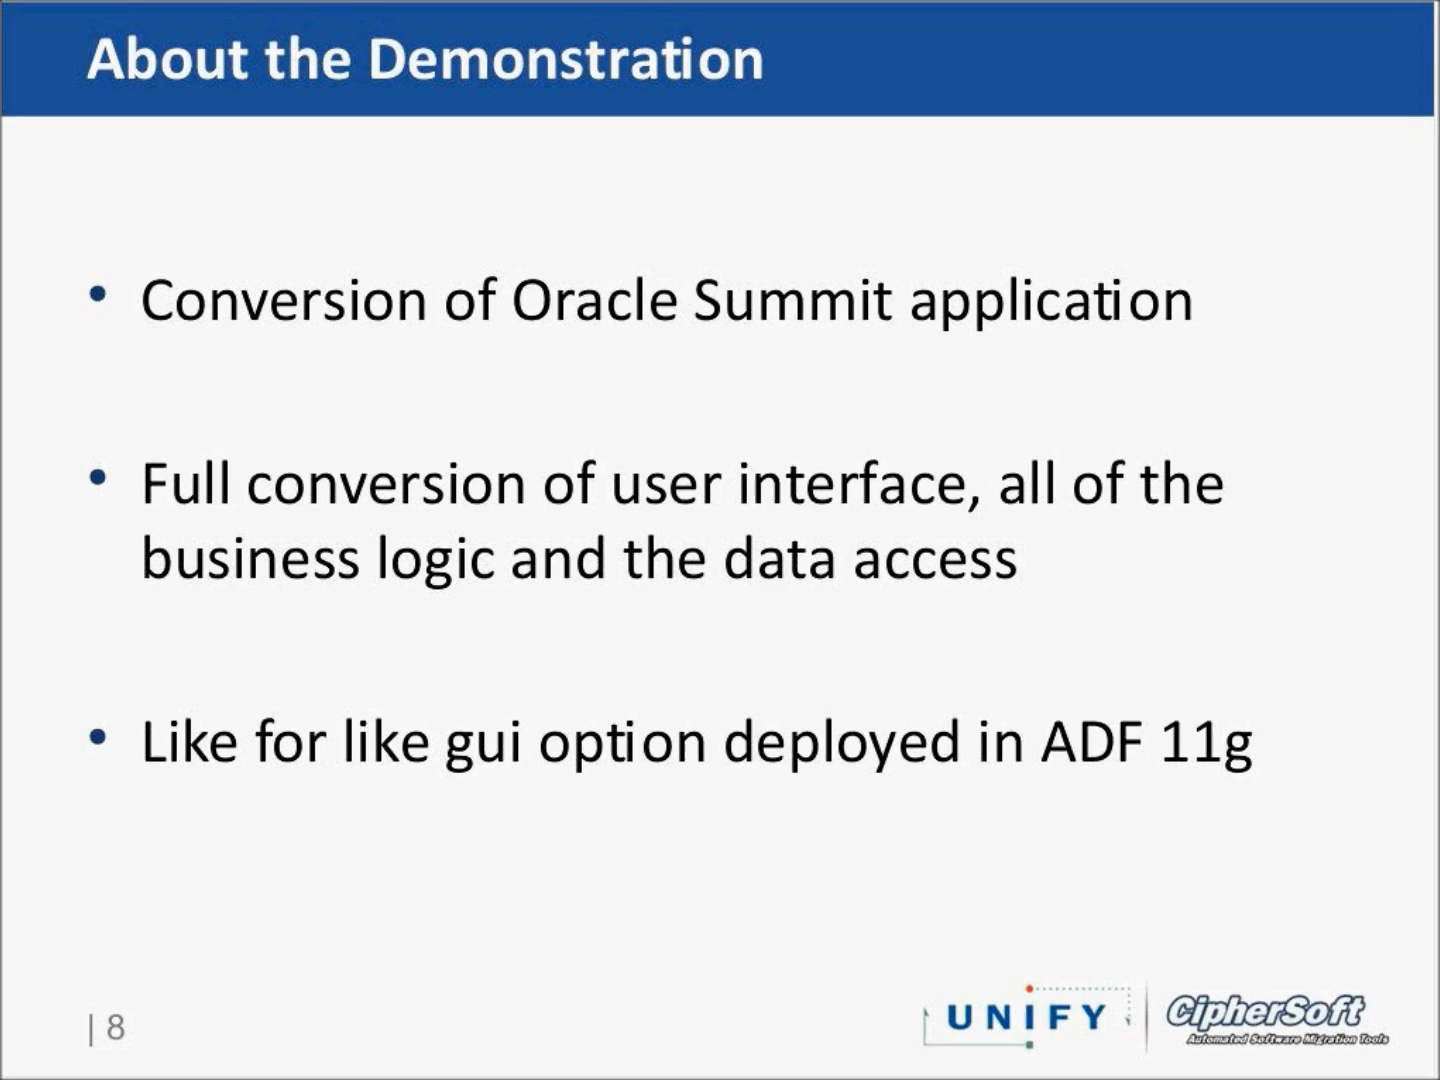 About the Demonstration
• Conversion of Oracle Summit application
• Full conversion of user interface, all of the
business logic and the data access
• Like for like gui option deployed in ADF 11g
| 8
UNIFY
CipherSoft
Automated Software Migration Tools